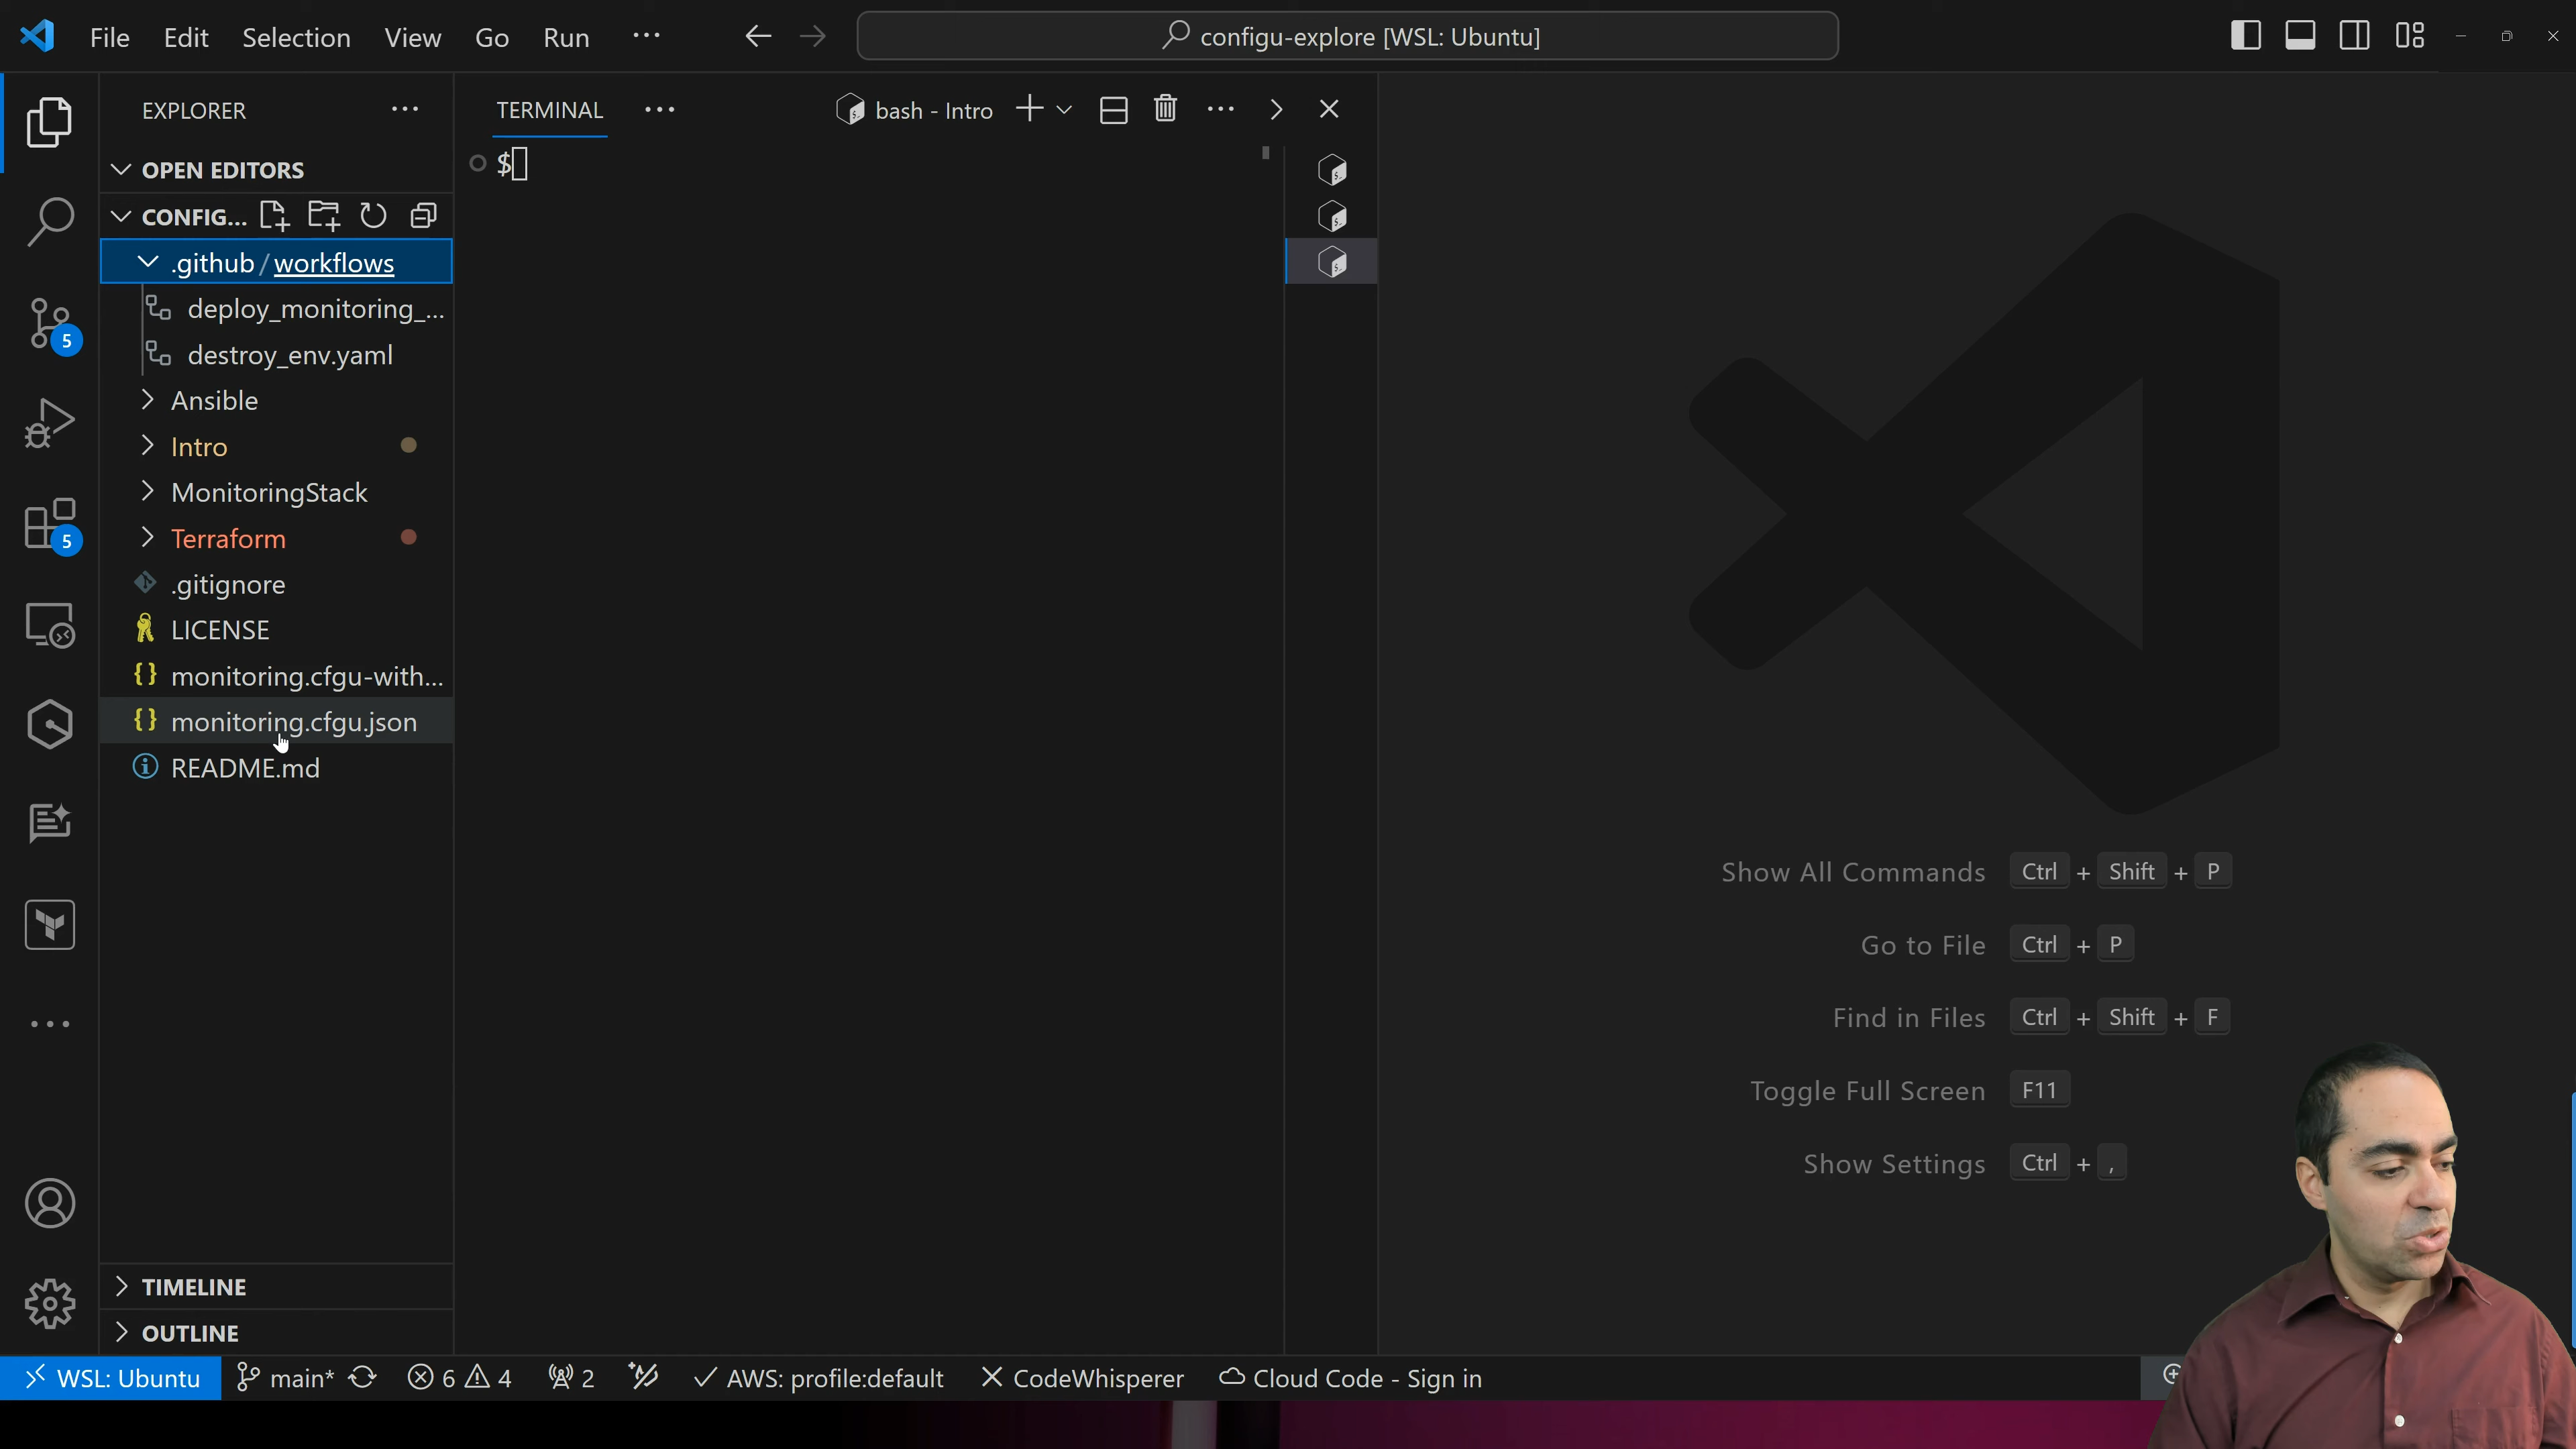 File Edit Selection View Go Run ···
configu-explore [WSL: Ubuntu]
EXPLORER ···
OPEN EDITORS
CONFIG...
.github / workflows
deploy_monitoring_...
destroy_env.yaml
Ansible
Intro
MonitoringStack
Terraform
.gitignore
LICENSE
{} monitoring.cfgu-with...
{} monitoring.cfgu.json
README.md
TIMELINE
OUTLINE
5
5
TERMINAL ···
bash - Intro
$
Show All Commands Ctrl + Shift + P
Go to File Ctrl + P
Find in Files Ctrl + Shift + F
Toggle Full Screen F11
Show Settings Ctrl + ,
WSL: Ubuntu main* 6 4 2 AWS: profile:default CodeWhisperer Cloud Code - Sign in